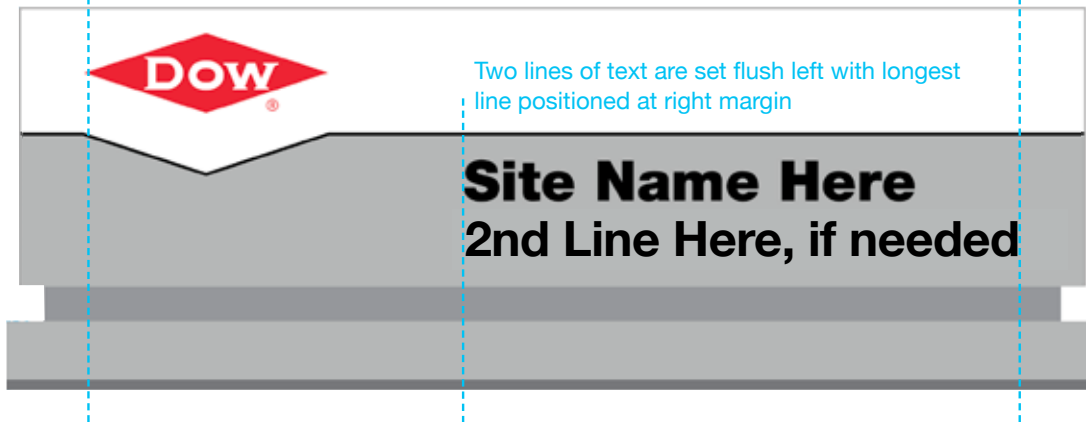 DOW
®
Two lines of text are set flush left with longest
line positioned at right margin
Site Name Here
2nd Line Here, if needed